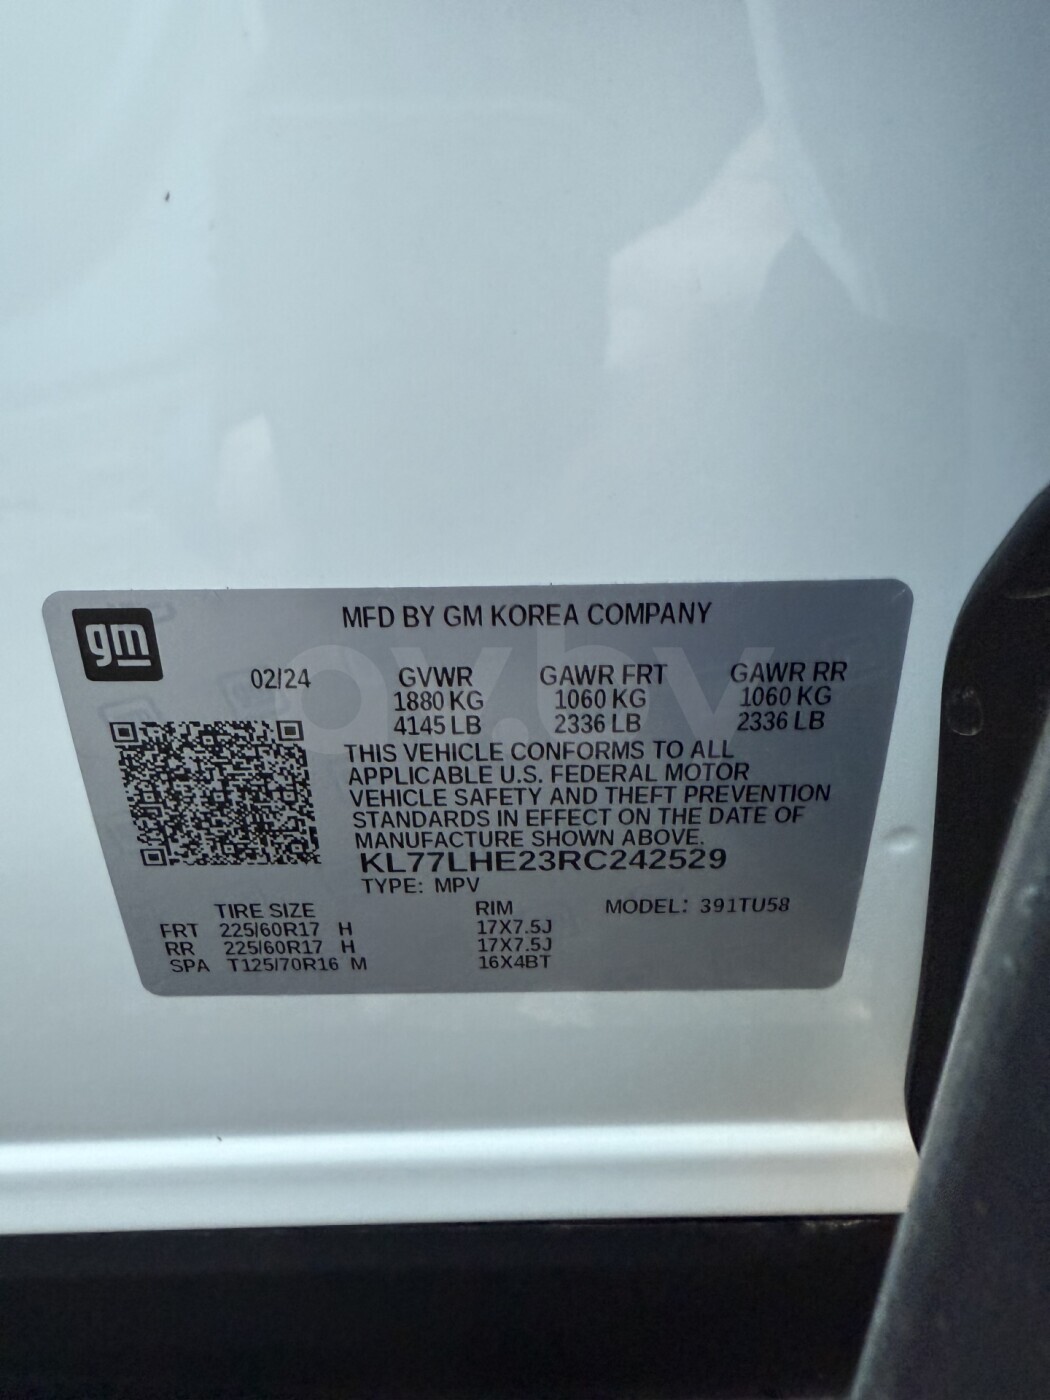 gm
MFD BY GM KOREA COMPANY
02/24 GVWR GAWR FRT GAWR RR
1880 KG 1060 KG 1060 KG
4145 LB 2336 LB 2336 LB
THIS VEHICLE CONFORMS TO ALL
APPLICABLE U.S. FEDERAL MOTOR
VEHICLE SAFETY AND THEFT PREVENTION
STANDARDS IN EFFECT ON THE DATE OF
MANUFACTURE SHOWN ABOVE.
KL77LHE23RC242529
TYPE: MPV
TIRE SIZE RIM MODEL: 391TU58
FRT 225/60R17 H 17X7.5J
RR 225/60R17 H 17X7.5J
SPA T125/70R16 M 16X4BT
av.by